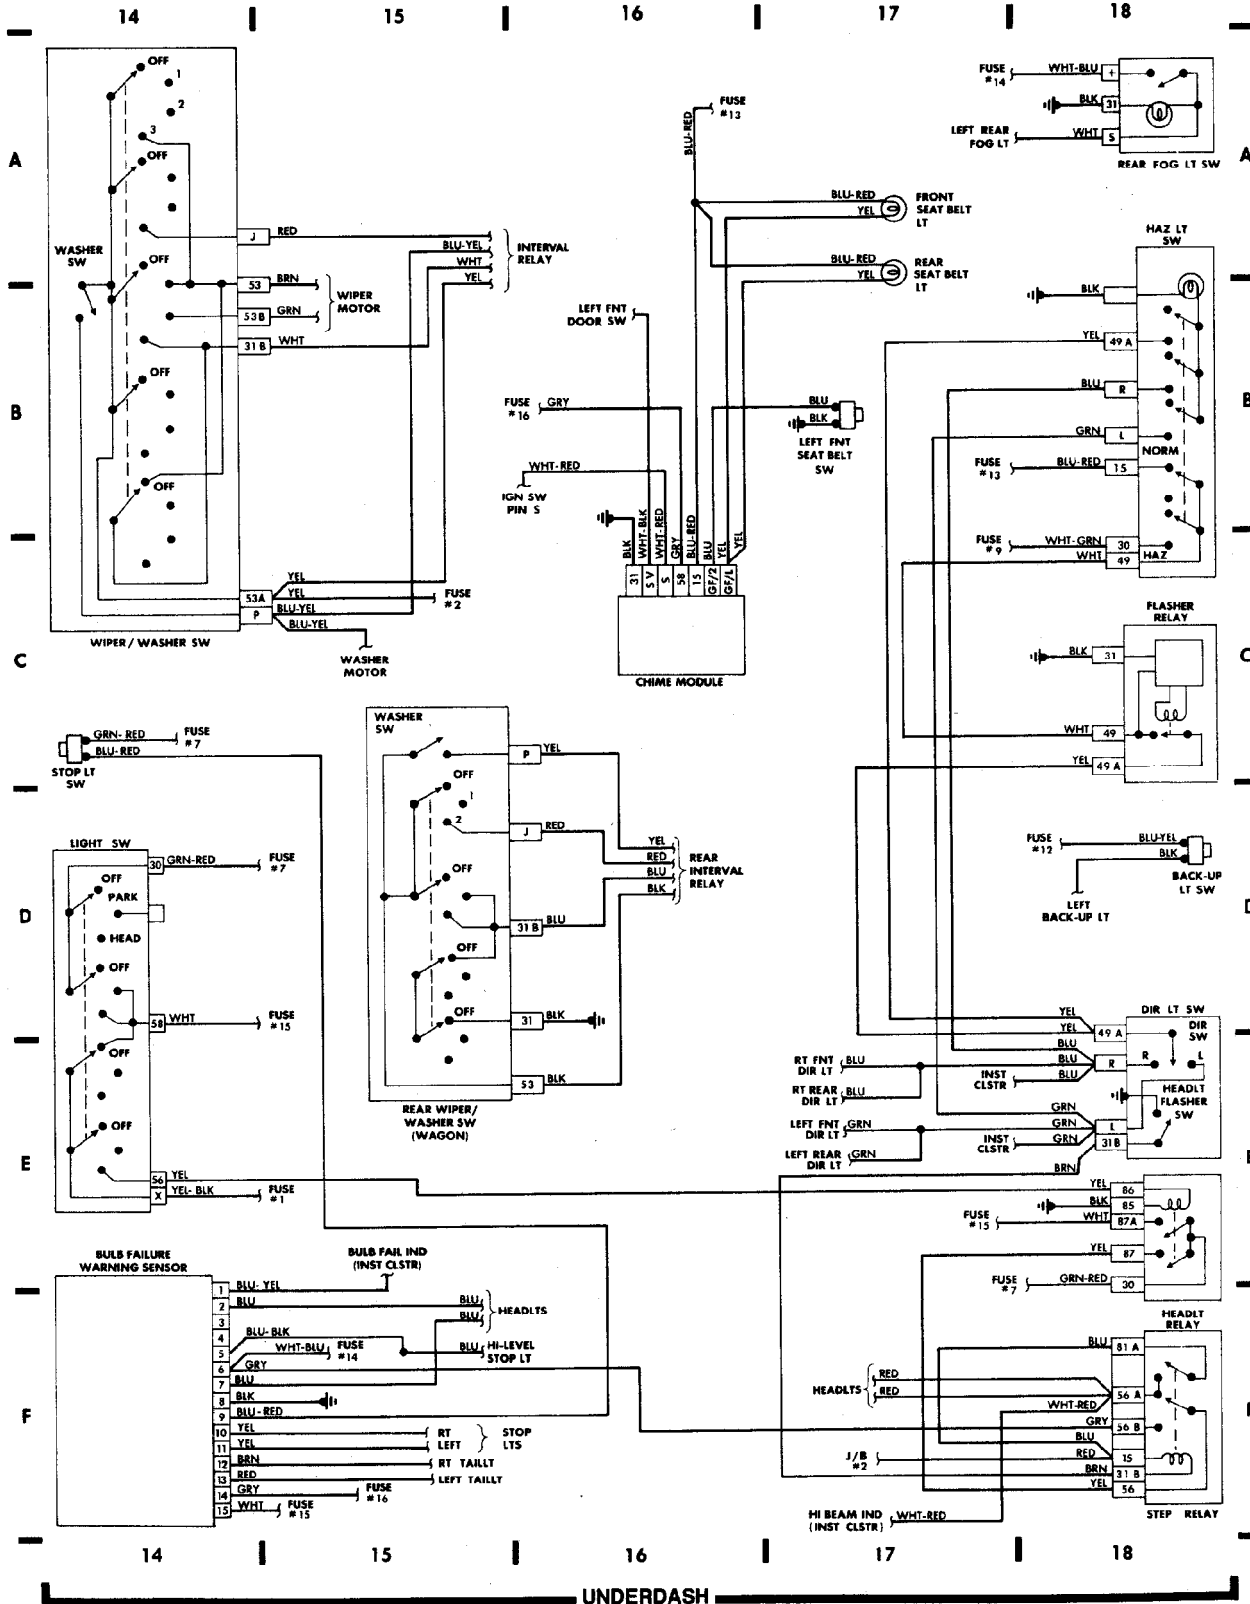 14 15 16 17 18
A
A
B
B
C
C
D
D
E
E
F
F
OFF
1
2
3
OFF
WASHER
SW
OFF
OFF
OFF
J RED
53 BRN
53B GRN
31 B WHT
WIPER
MOTOR
BLU-YEL
WHT
YEL
INTERVAL
RELAY
53A YEL
YEL FUSE
#2
P BLU-YEL
BLU-YEL
WASHER
MOTOR
WIPER/WASHER SW
FUSE
#13
BLU-RED
BLU-RED
YEL
FRONT
SEAT BELT
LT
BLU-RED
YEL
REAR
SEAT BELT
LT
LEFT FNT
DOOR SW
FUSE
#16
GRY
WHT-RED
IGN SW
PIN S
BLU
BLK
LEFT FNT
SEAT BELT
SW
BLK
WHT-BLK
WHT-RED
GRY
BLU-RED
BLU
YEL
YEL
31
S V
S
58
15
GF/2
GF/L
CHIME MODULE
FUSE
#14
WHT-BLU +
BLK 31
LEFT REAR
FOG LT
WHT S
REAR FOG LT SW
HAZ LT
SW
BLK
YEL 49 A
BLU R
GRN L
NORM
FUSE
#13
BLU-RED 15
FUSE
#9
WHT-GRN 30
HAZ
WHT 49
FLASHER
RELAY
BLK 31
WHT 49
YEL 49 A
FUSE
#12
BLU-YEL
BLK
LEFT
BACK-UP LT
BACK-UP
LT SW
GRN-RED FUSE
#7
BLU-RED
STOP LT
SW
LIGHT SW
30 GRN-RED FUSE
#7
OFF
PARK
HEAD
OFF
58 WHT FUSE
#15
OFF
OFF
56 YEL
X YEL-BLK FUSE
#1
WASHER
SW
P YEL
OFF
1
2
J RED
OFF
31 B BLU
OFF
OFF
31 BLK
53 BLK
YEL
RED
BLU
BLK
REAR
INTERVAL
RELAY
REAR WIPER/
WASHER SW
(WAGON)
DIR LT SW
YEL
YEL 49 A
DIR
SW
BLU
BLU R
BLU
R L
INST
CLSTR
RT FNT
DIR LT
BLU
RT REAR
DIR LT
BLU
HEADLT
FLASHER
SW
GRN
GRN L
GRN
INST
CLSTR
LEFT FNT
DIR LT
GRN
LEFT REAR
DIR LT
GRN
31B
BRN
YEL 86
BLK 85
FUSE
#15
WHT 87A
YEL 87
FUSE
#7
GRN-RED 30
HEADLT
RELAY
BLU 81 A
HEADLTS
RED
RED
56 A
WHT-RED
GRY 56 B
BLU
J/B
#2
RED 15
BRN 31 B
YEL 56
HI BEAM IND
(INST CLSTR)
WHT-RED
STEP RELAY
BULB FAILURE
WARNING SENSOR
BULB FAIL IND
(INST CLSTR)
1 BLU-YEL
2 BLU
BLU
BLU
HEADLTS
3
4
BLU-BLK
5
WHT-BLU FUSE
#14
BLU HI-LEVEL
STOP LT
6 GRY
7 BLU
8 BLK
9 BLU-RED
10 YEL RT
11 YEL LEFT
STOP
LTS
12 BRN RT TAILLT
13 RED LEFT TAILLT
14 GRY FUSE
#16
15 WHT FUSE
#15
14 15 16 17 18
UNDERDASH